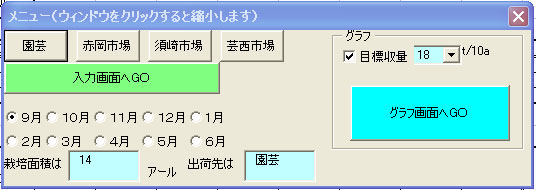 メニュー(ウィンドウをクリックすると縮小します)
園芸 赤岡市場 須崎市場 芸西市場
入力画面へGO
9月 10月 11月 12月 1月
2月 3月 4月 5月 6月
栽培面積は 14 アール 出荷先は 園芸
グラフ
目標収量 18 t/10a
グラフ画面へGO